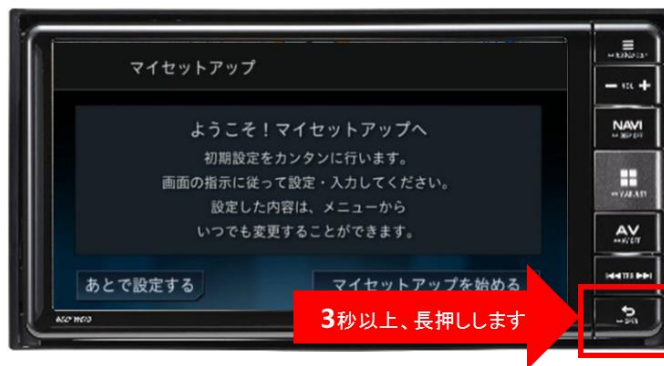 マイセットアップ
ようこそ!マイセットアップへ
初期設定をカンタンに行います。
画面の指示に従って設定・入力してください。
設定した内容は、メニューから
いつでも変更することができます。
あとで設定する
マイセットアップを始める
3秒以上、長押しします
− VOL +
NAVI
AV